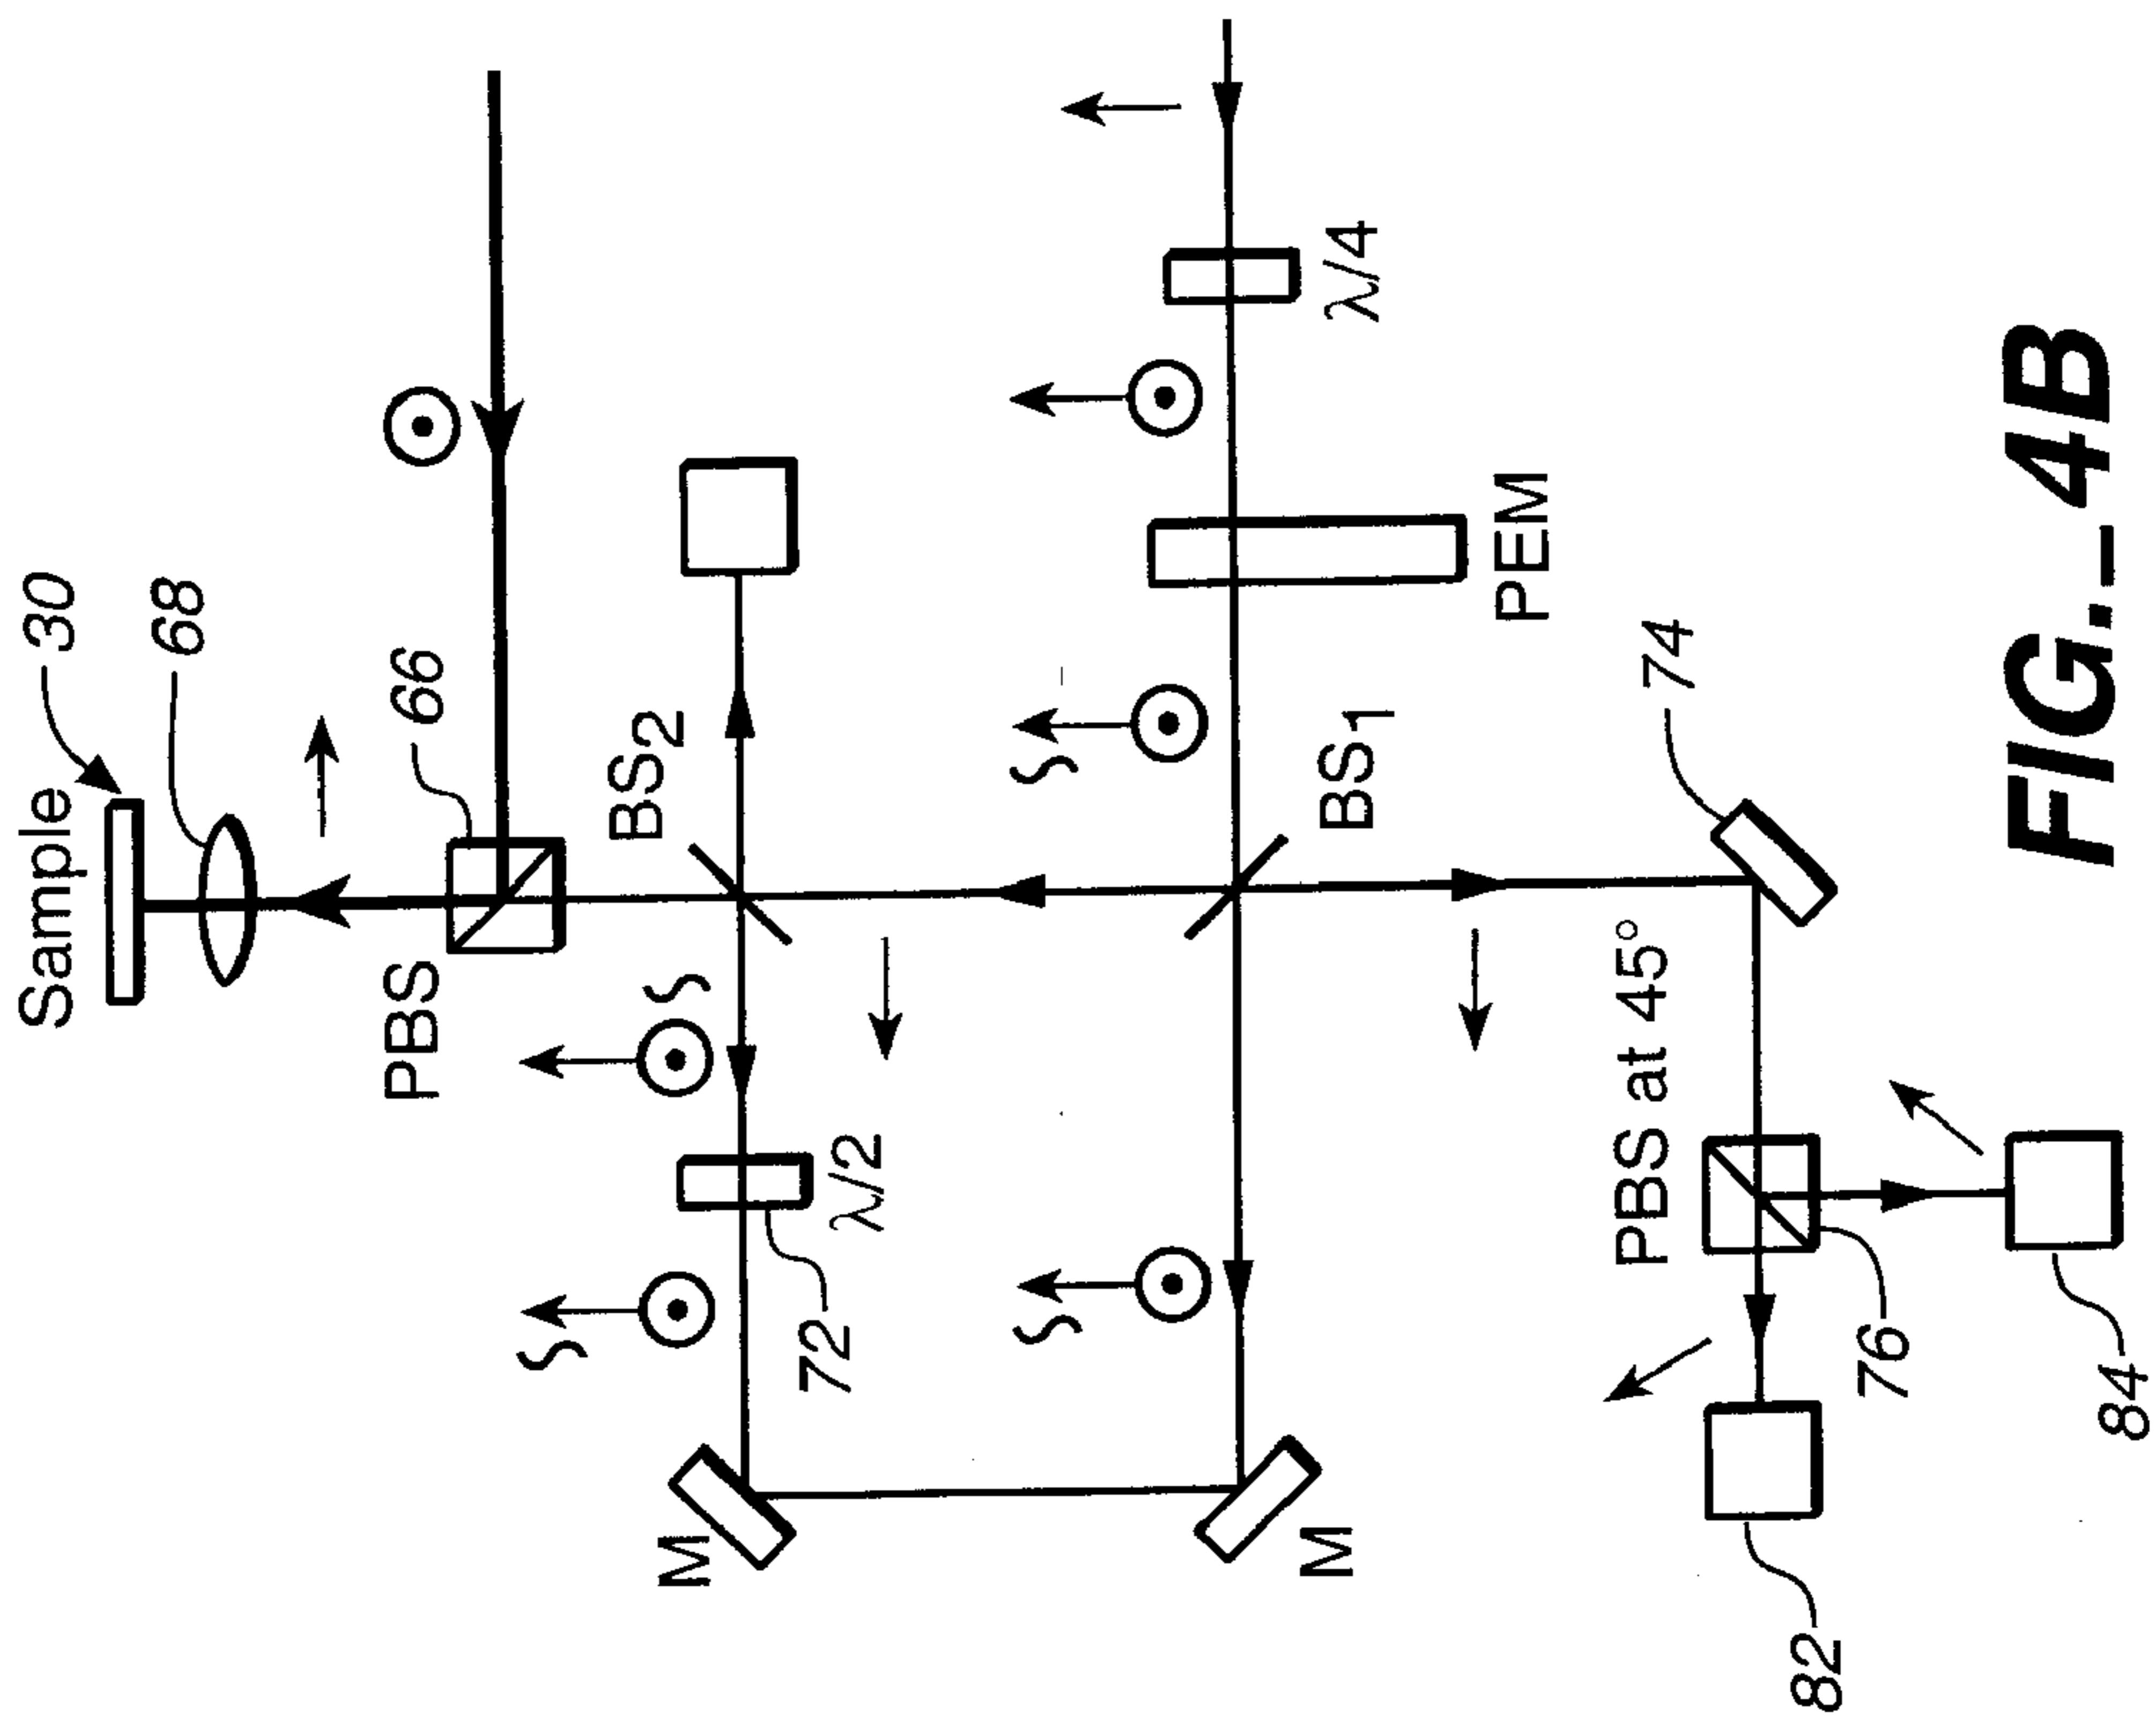 Sample
30
68
PBS
66
BS2
λ/2
72
M
λ/4
PEM
BS1
M
74
PBS at 45°
76
82
84
FIG._ 4B